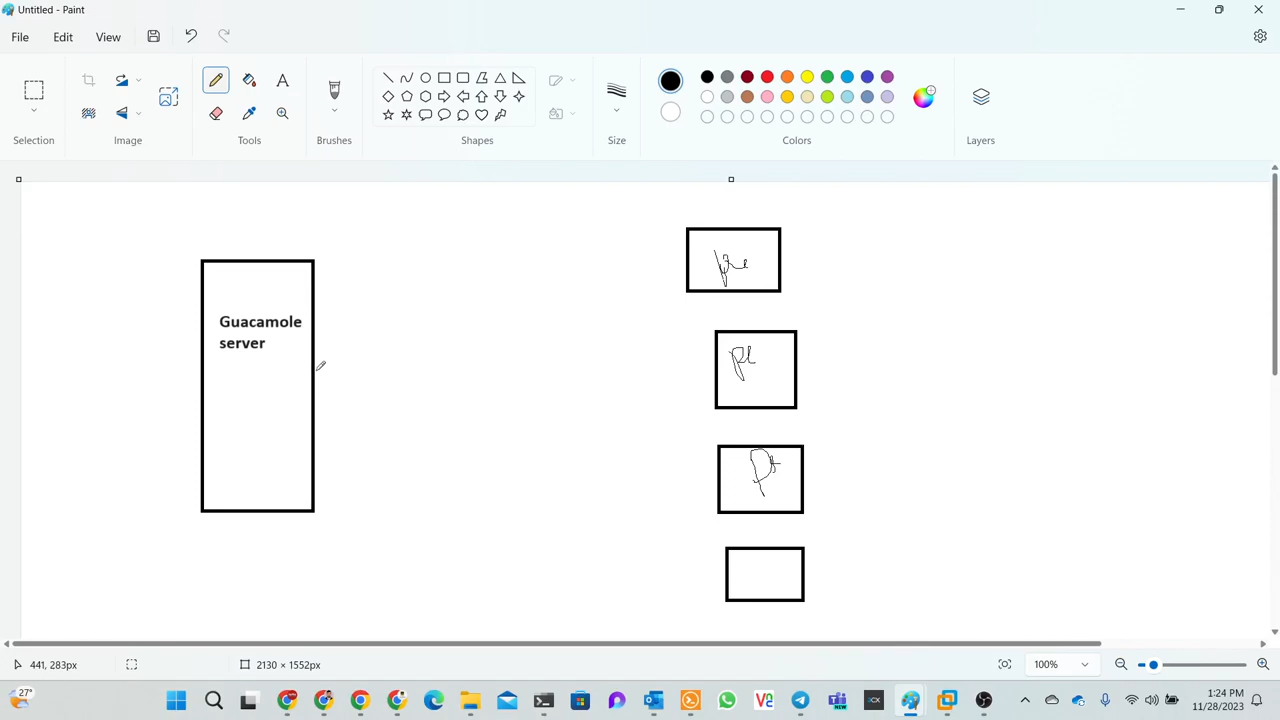 Untitled - Paint
File
Edit
View
Selection
Image
Tools
Brushes
Shapes
Size
Colors
Layers
Guacamole
server
441, 283px
2130 × 1552px
100%
27°
1:24 PM
11/28/2023